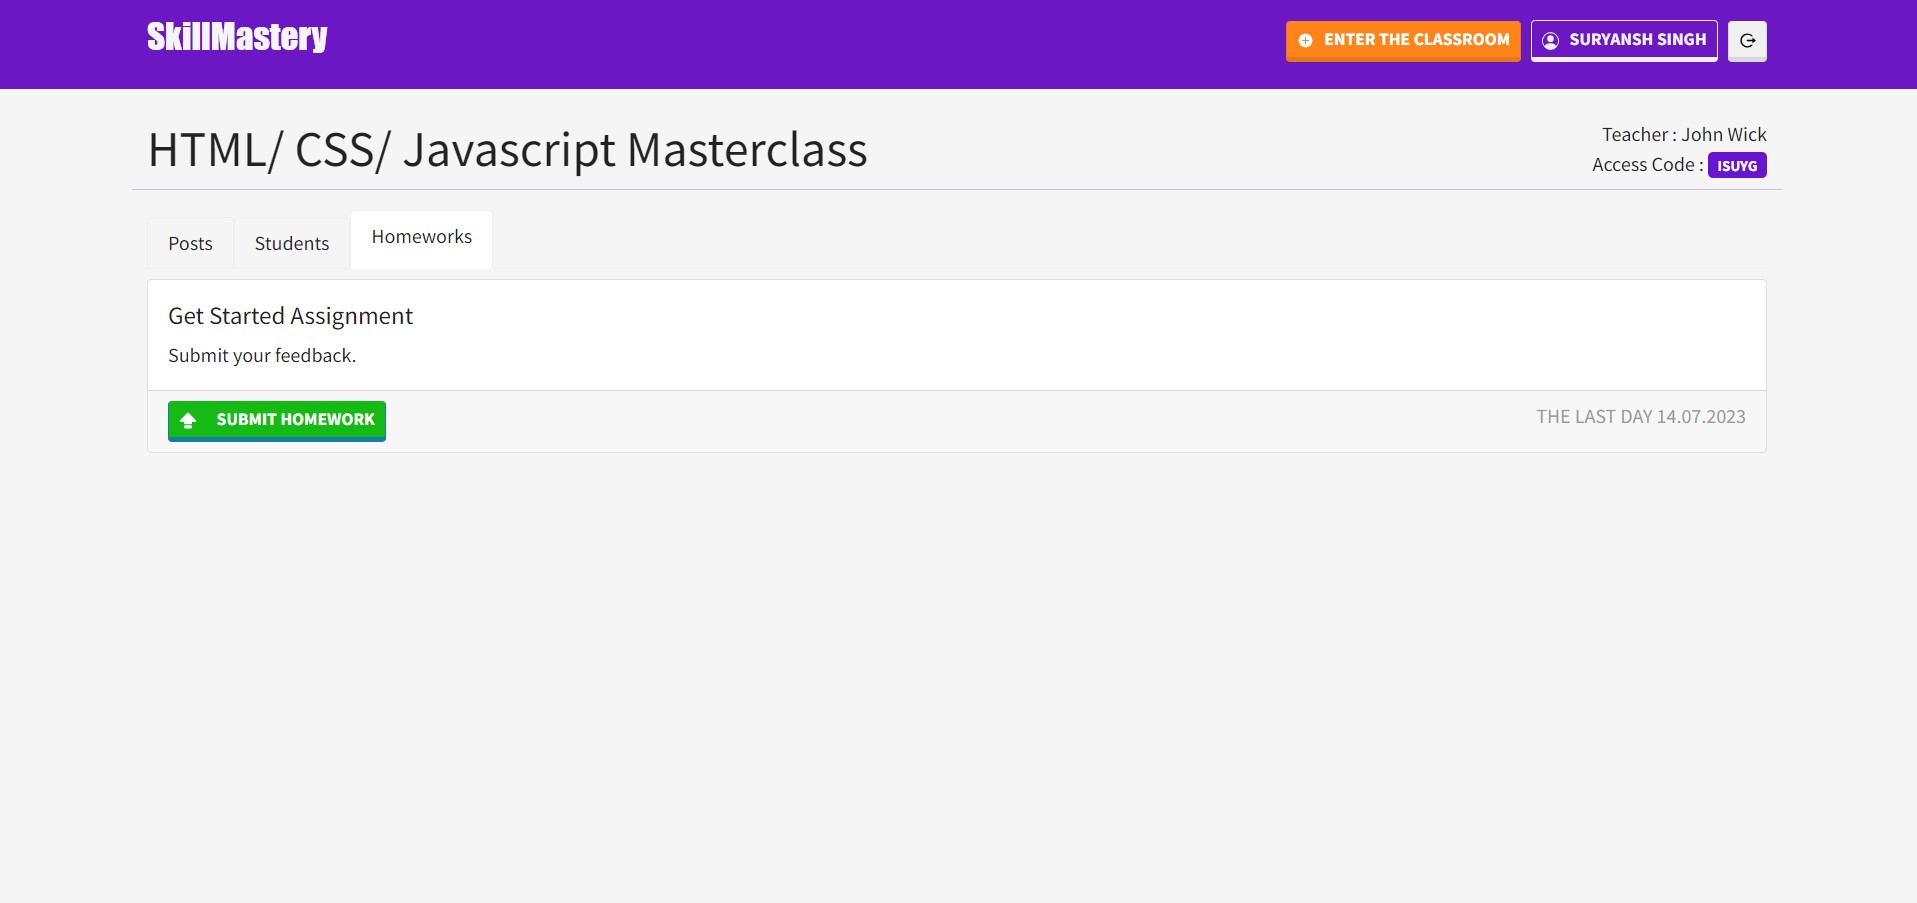 SkillMastery
ENTER THE CLASSROOM
SURYANSH SINGH
HTML/ CSS/ Javascript Masterclass
Teacher : John Wick
Access Code : ISUYG
Posts
Students
Homeworks
Get Started Assignment
Submit your feedback.
SUBMIT HOMEWORK
THE LAST DAY 14.07.2023